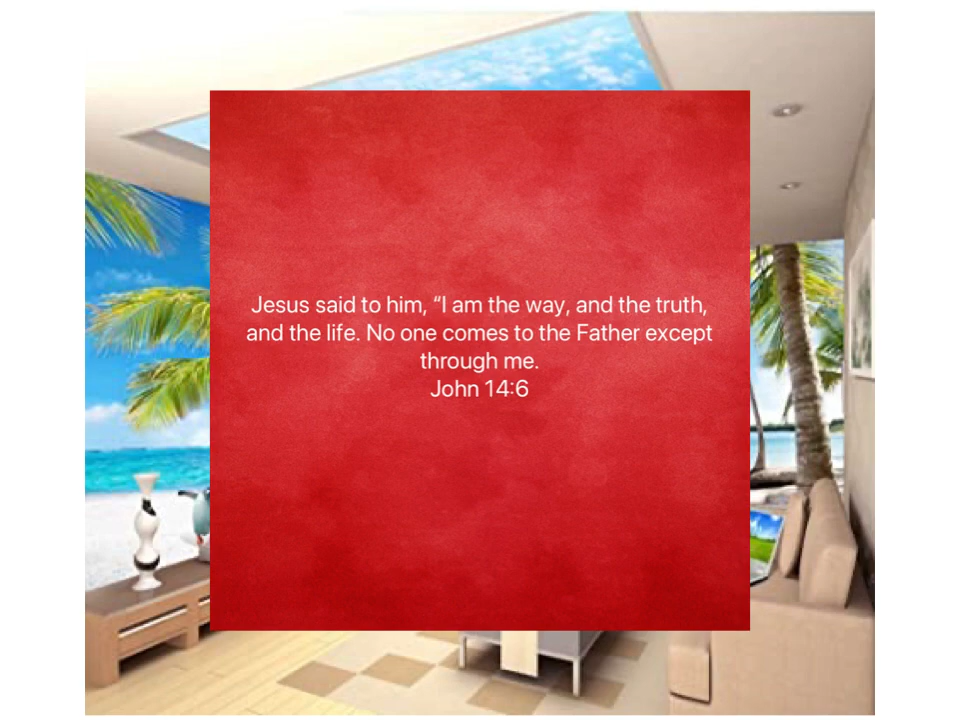 Jesus said to him, “I am the way, and the truth,
and the life. No one comes to the Father except
through me.
John 14:6